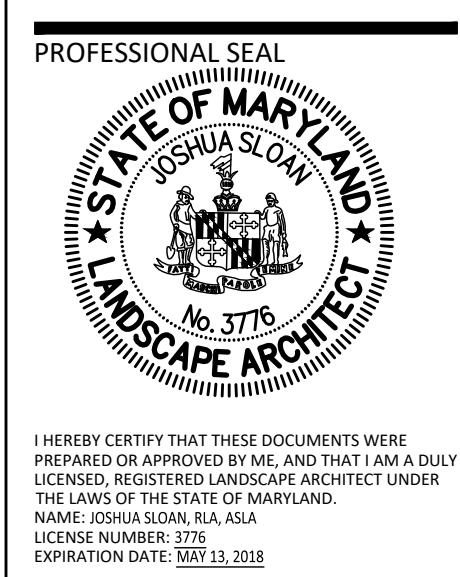 PROFESSIONAL SEAL
STATE OF MARYLAND
JOSHUA SLOAN
FATTI MASCHII PAROLE FEMINE
No. 3776
LANDSCAPE ARCHITECT
I HEREBY CERTIFY THAT THESE DOCUMENTS WERE
PREPARED OR APPROVED BY ME, AND THAT I AM A DULY
LICENSED, REGISTERED LANDSCAPE ARCHITECT UNDER
THE LAWS OF THE STATE OF MARYLAND.
NAME: JOSHUA SLOAN, RLA, ASLA
LICENSE NUMBER: 3776
EXPIRATION DATE: MAY 13, 2018